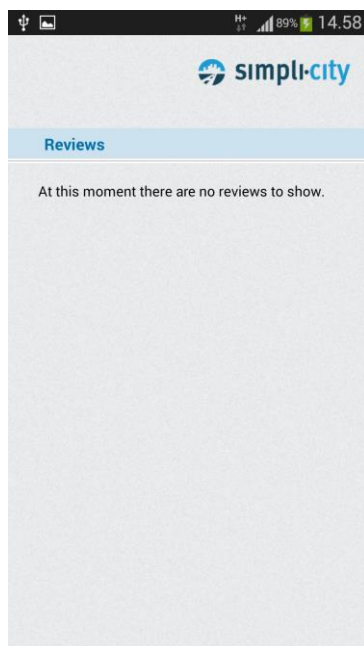 H+ 89% 14.58
simpli·city
Reviews
At this moment there are no reviews to show.